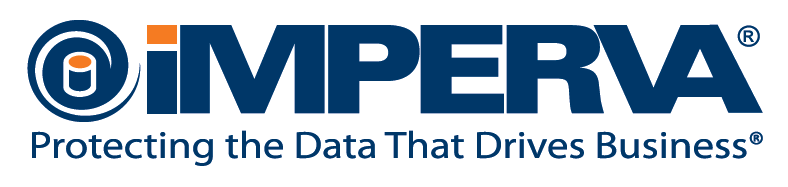 iMPERVA®
Protecting the Data That Drives Business®